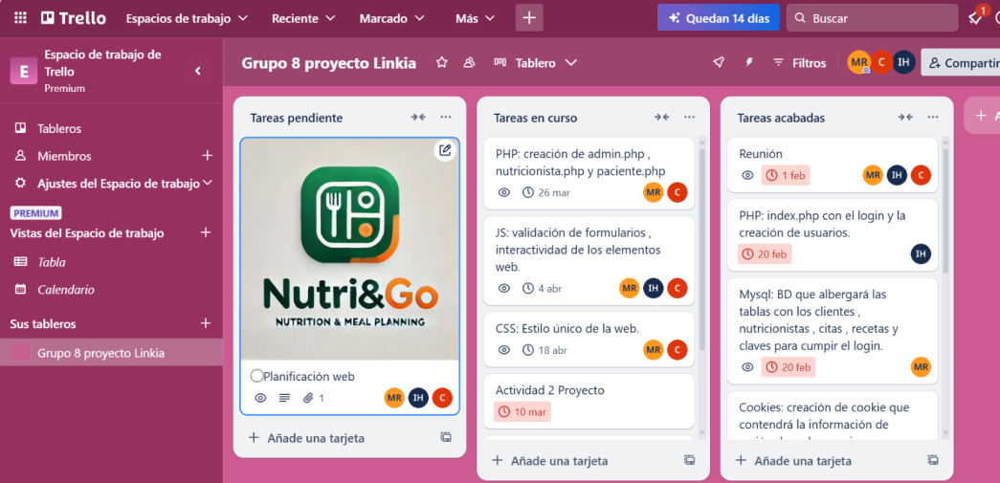 Trello Espacios de trabajo Reciente Marcado Más + Quedan 14 días Buscar 1
E Espacio de trabajo de
Trello
Premium
Tableros
Miembros
Ajustes del Espacio de trabajo
PREMIUM
Vistas del Espacio de trabajo
Tabla
Calendario
Sus tableros
Grupo 8 proyecto Linkia
Grupo 8 proyecto Linkia Tablero Filtros MR C IH Compartir
Tareas pendiente
Nutri&Go
NUTRITION & MEAL PLANNING
Planificación web
1 MR IH C
Añade una tarjeta
Tareas en curso
PHP: creación de admin.php ,
nutricionista.php y paciente.php
26 mar MR C
JS: validación de formularios ,
interactividad de los elementos
web.
4 abr MR IH C
CSS: Estilo único de la web.
18 abr MR C
Actividad 2 Proyecto
10 mar
Añade una tarjeta
Tareas acabadas
Reunión
1 feb MR IH C
PHP: index.php con el login y la
creación de usuarios.
20 feb IH
Mysql: BD que albergará las
tablas con los clientes ,
nutricionistas , citas , recetas y
claves para cumpir el login.
20 feb MR
Cookies: creación de cookie que
contendrá la información de
Añade una tarjeta